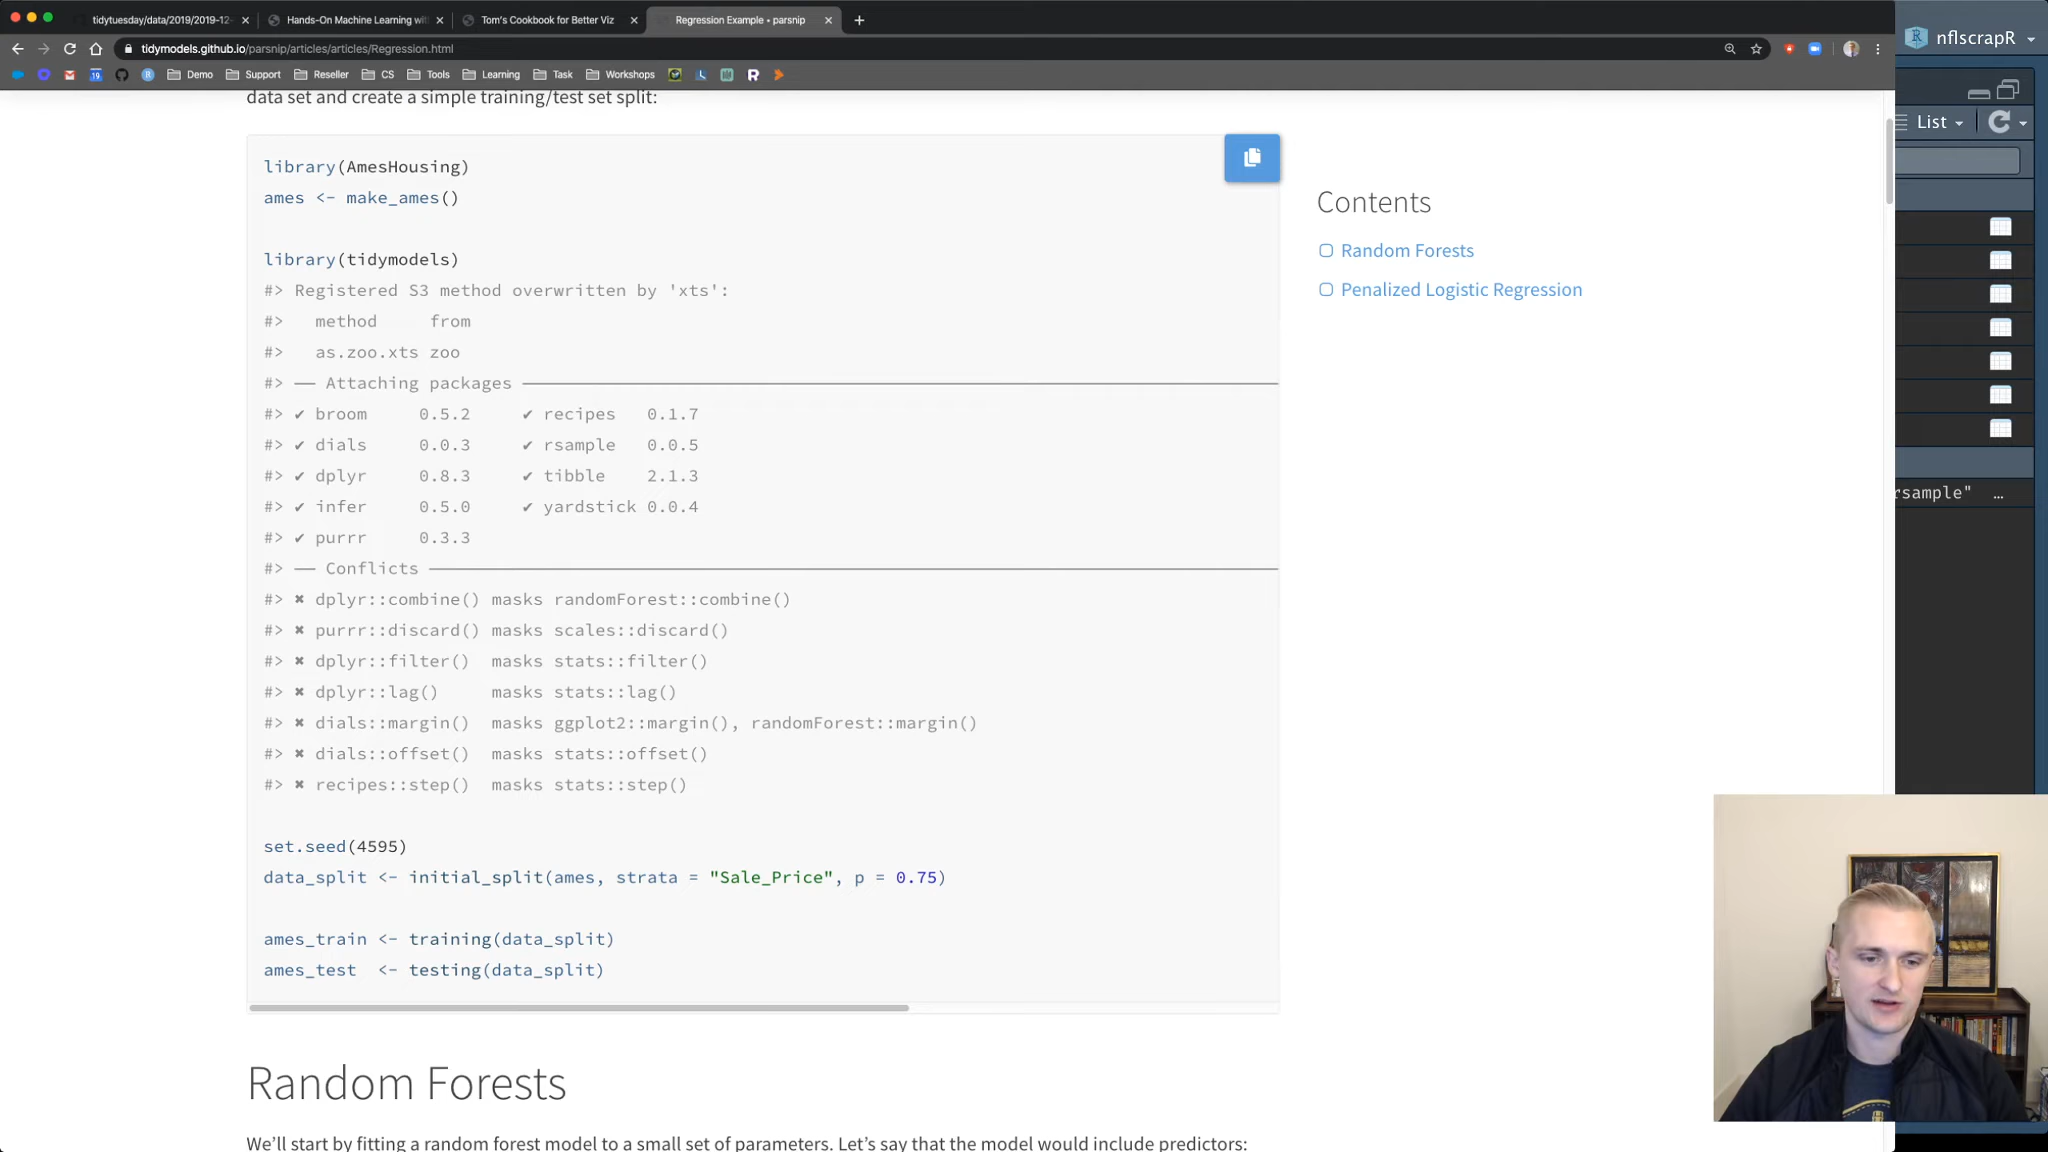 tidytuesday/data/2019/2019-12-
Hands-On Machine Learning wit
Tom's Cookbook for Better Viz
Regression Example • parsnip
tidymodels.github.io/parsnip/articles/articles/Regression.html
19
Demo
Support
Reseller
CS
Tools
Learning
Task
Workshops
nflscrapR
List
rsample" …
data set and create a simple training/test set split:
library(AmesHousing)
ames <- make_ames()
library(tidymodels)
#> Registered S3 method overwritten by 'xts':
#>   method     from
#>   as.zoo.xts zoo
#> ── Attaching packages ──
#> ✔ broom     0.5.2     ✔ recipes   0.1.7
#> ✔ dials     0.0.3     ✔ rsample   0.0.5
#> ✔ dplyr     0.8.3     ✔ tibble    2.1.3
#> ✔ infer     0.5.0     ✔ yardstick 0.0.4
#> ✔ purrr     0.3.3
#> ── Conflicts ──
#> ✖ dplyr::combine() masks randomForest::combine()
#> ✖ purrr::discard() masks scales::discard()
#> ✖ dplyr::filter()  masks stats::filter()
#> ✖ dplyr::lag()     masks stats::lag()
#> ✖ dials::margin()  masks ggplot2::margin(), randomForest::margin()
#> ✖ dials::offset()  masks stats::offset()
#> ✖ recipes::step()  masks stats::step()
set.seed(4595)
data_split <- initial_split(ames, strata = "Sale_Price", p = 0.75)
ames_train <- training(data_split)
ames_test  <- testing(data_split)
Contents
Random Forests
Penalized Logistic Regression
Random Forests
We'll start by fitting a random forest model to a small set of parameters. Let's say that the model would include predictors: